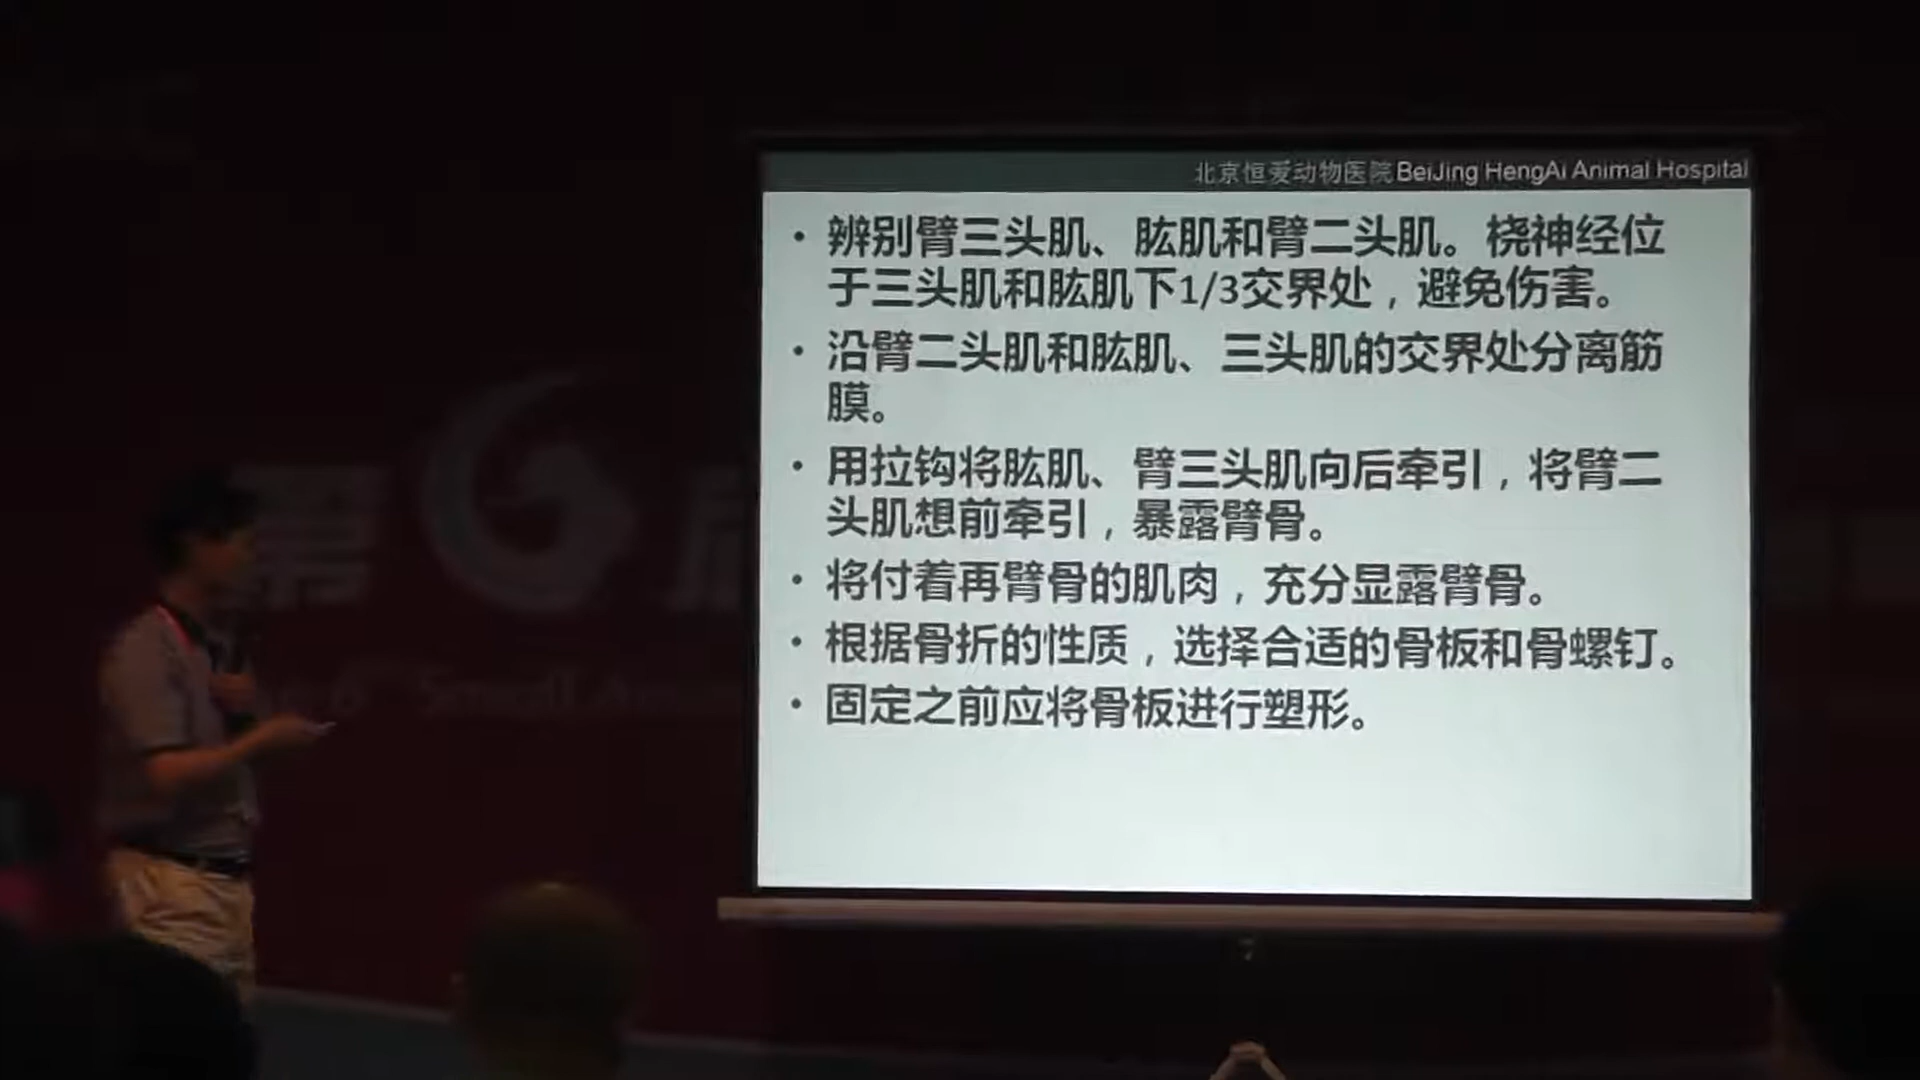 北京恒爱动物医院 BeiJing HengAi Animal Hospital
• 辨别臂三头肌、肱肌和臂二头肌。桡神经位
于三头肌和肱肌下1/3交界处，避免伤害。
• 沿臂二头肌和肱肌、三头肌的交界处分离筋
膜。
• 用拉钩将肱肌、臂三头肌向后牵引，将臂二
头肌想前牵引，暴露臂骨。
• 将付着再臂骨的肌肉，充分显露臂骨。
• 根据骨折的性质，选择合适的骨板和骨螺钉。
• 固定之前应将骨板进行塑形。
第6届
6th Small